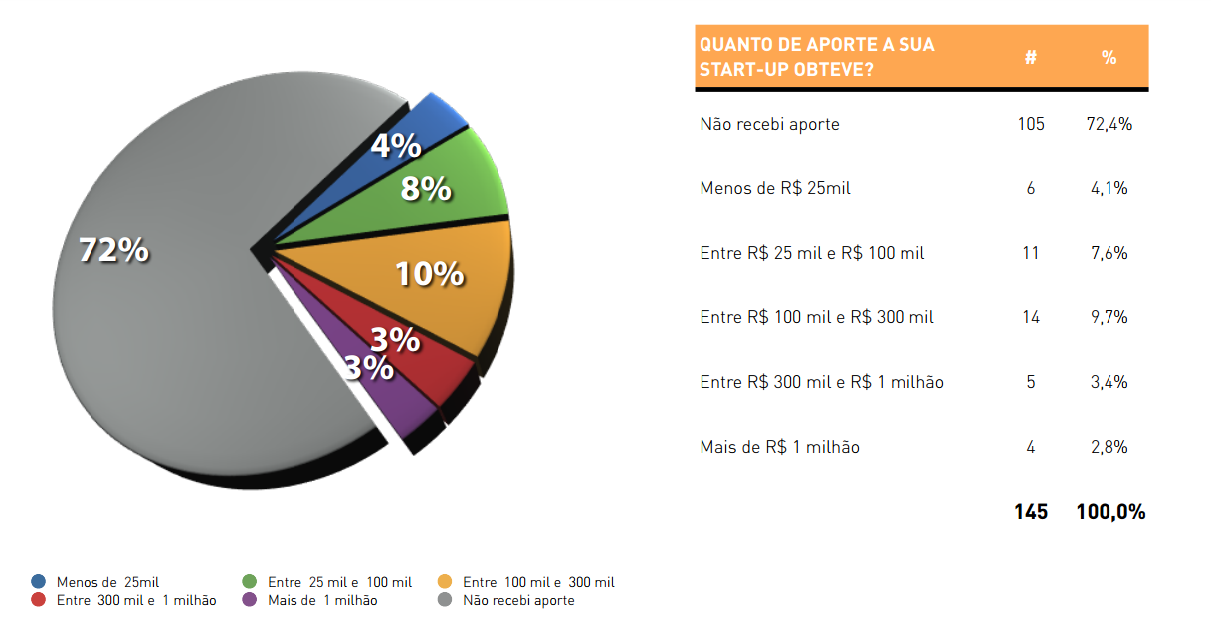 4%
8%
72%
10%
3%
3%
QUANTO DE APORTE A SUA
START-UP OBTEVE? # %
Não recebi aporte 105 72,4%
Menos de R$ 25mil 6 4,1%
Entre R$ 25 mil e R$ 100 mil 11 7,6%
Entre R$ 100 mil e R$ 300 mil 14 9,7%
Entre R$ 300 mil e R$ 1 milhão 5 3,4%
Mais de R$ 1 milhão 4 2,8%
145 100,0%
Menos de 25mil Entre 25 mil e 100 mil Entre 100 mil e 300 mil
Entre 300 mil e 1 milhão Mais de 1 milhão Não recebi aporte